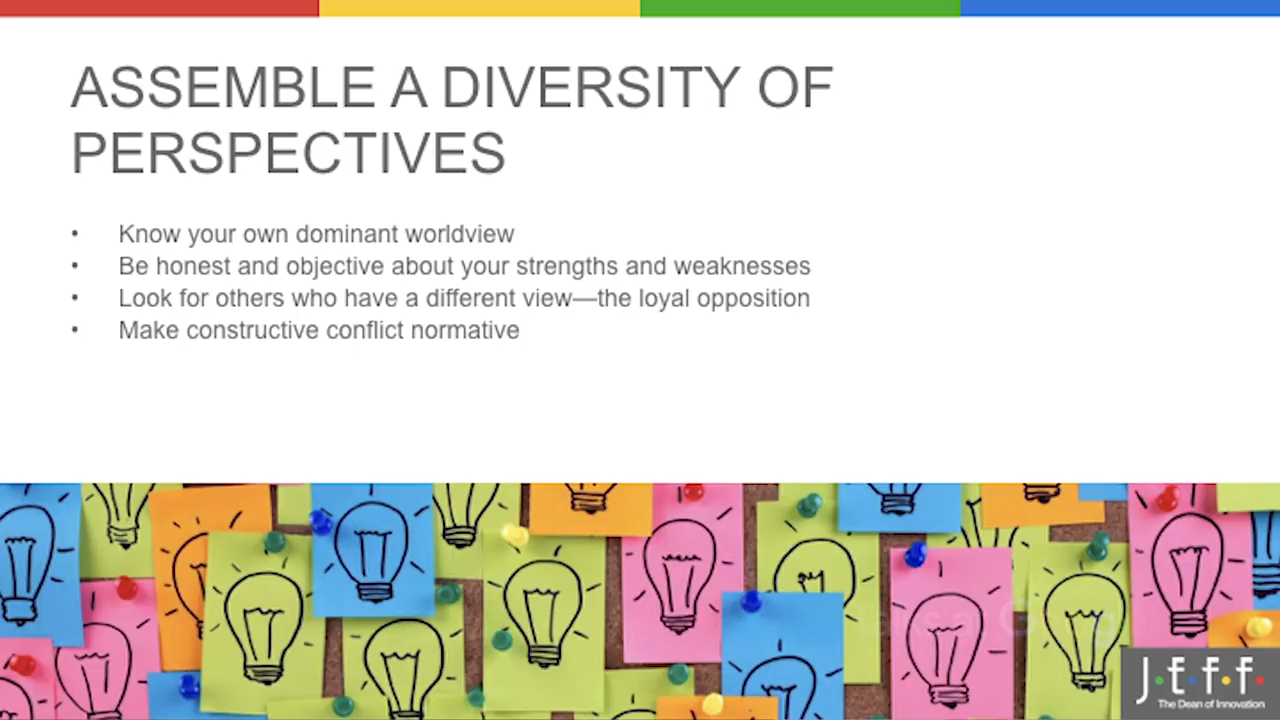 ASSEMBLE A DIVERSITY OF
PERSPECTIVES
• Know your own dominant worldview
• Be honest and objective about your strengths and weaknesses
• Look for others who have a different view—the loyal opposition
• Make constructive conflict normative
J.e.f.f.
The Dean of Innovation